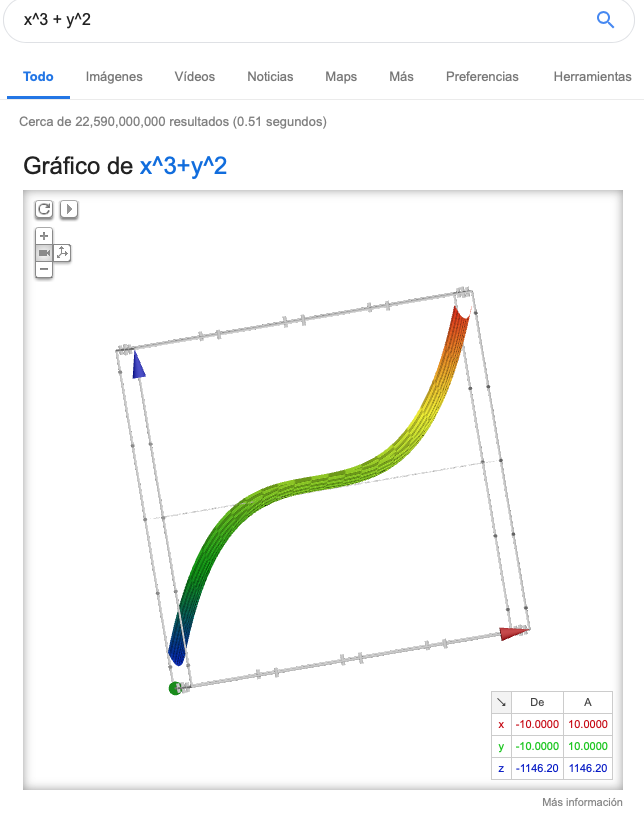 x^3 + y^2
Todo Imágenes Vídeos Noticias Maps Más Preferencias Herramientas
Cerca de 22,590,000,000 resultados (0.51 segundos)
Gráfico de x^3+y^2
↘ De A
x -10.0000 10.0000
y -10.0000 10.0000
z -1146.20 1146.20
Más información